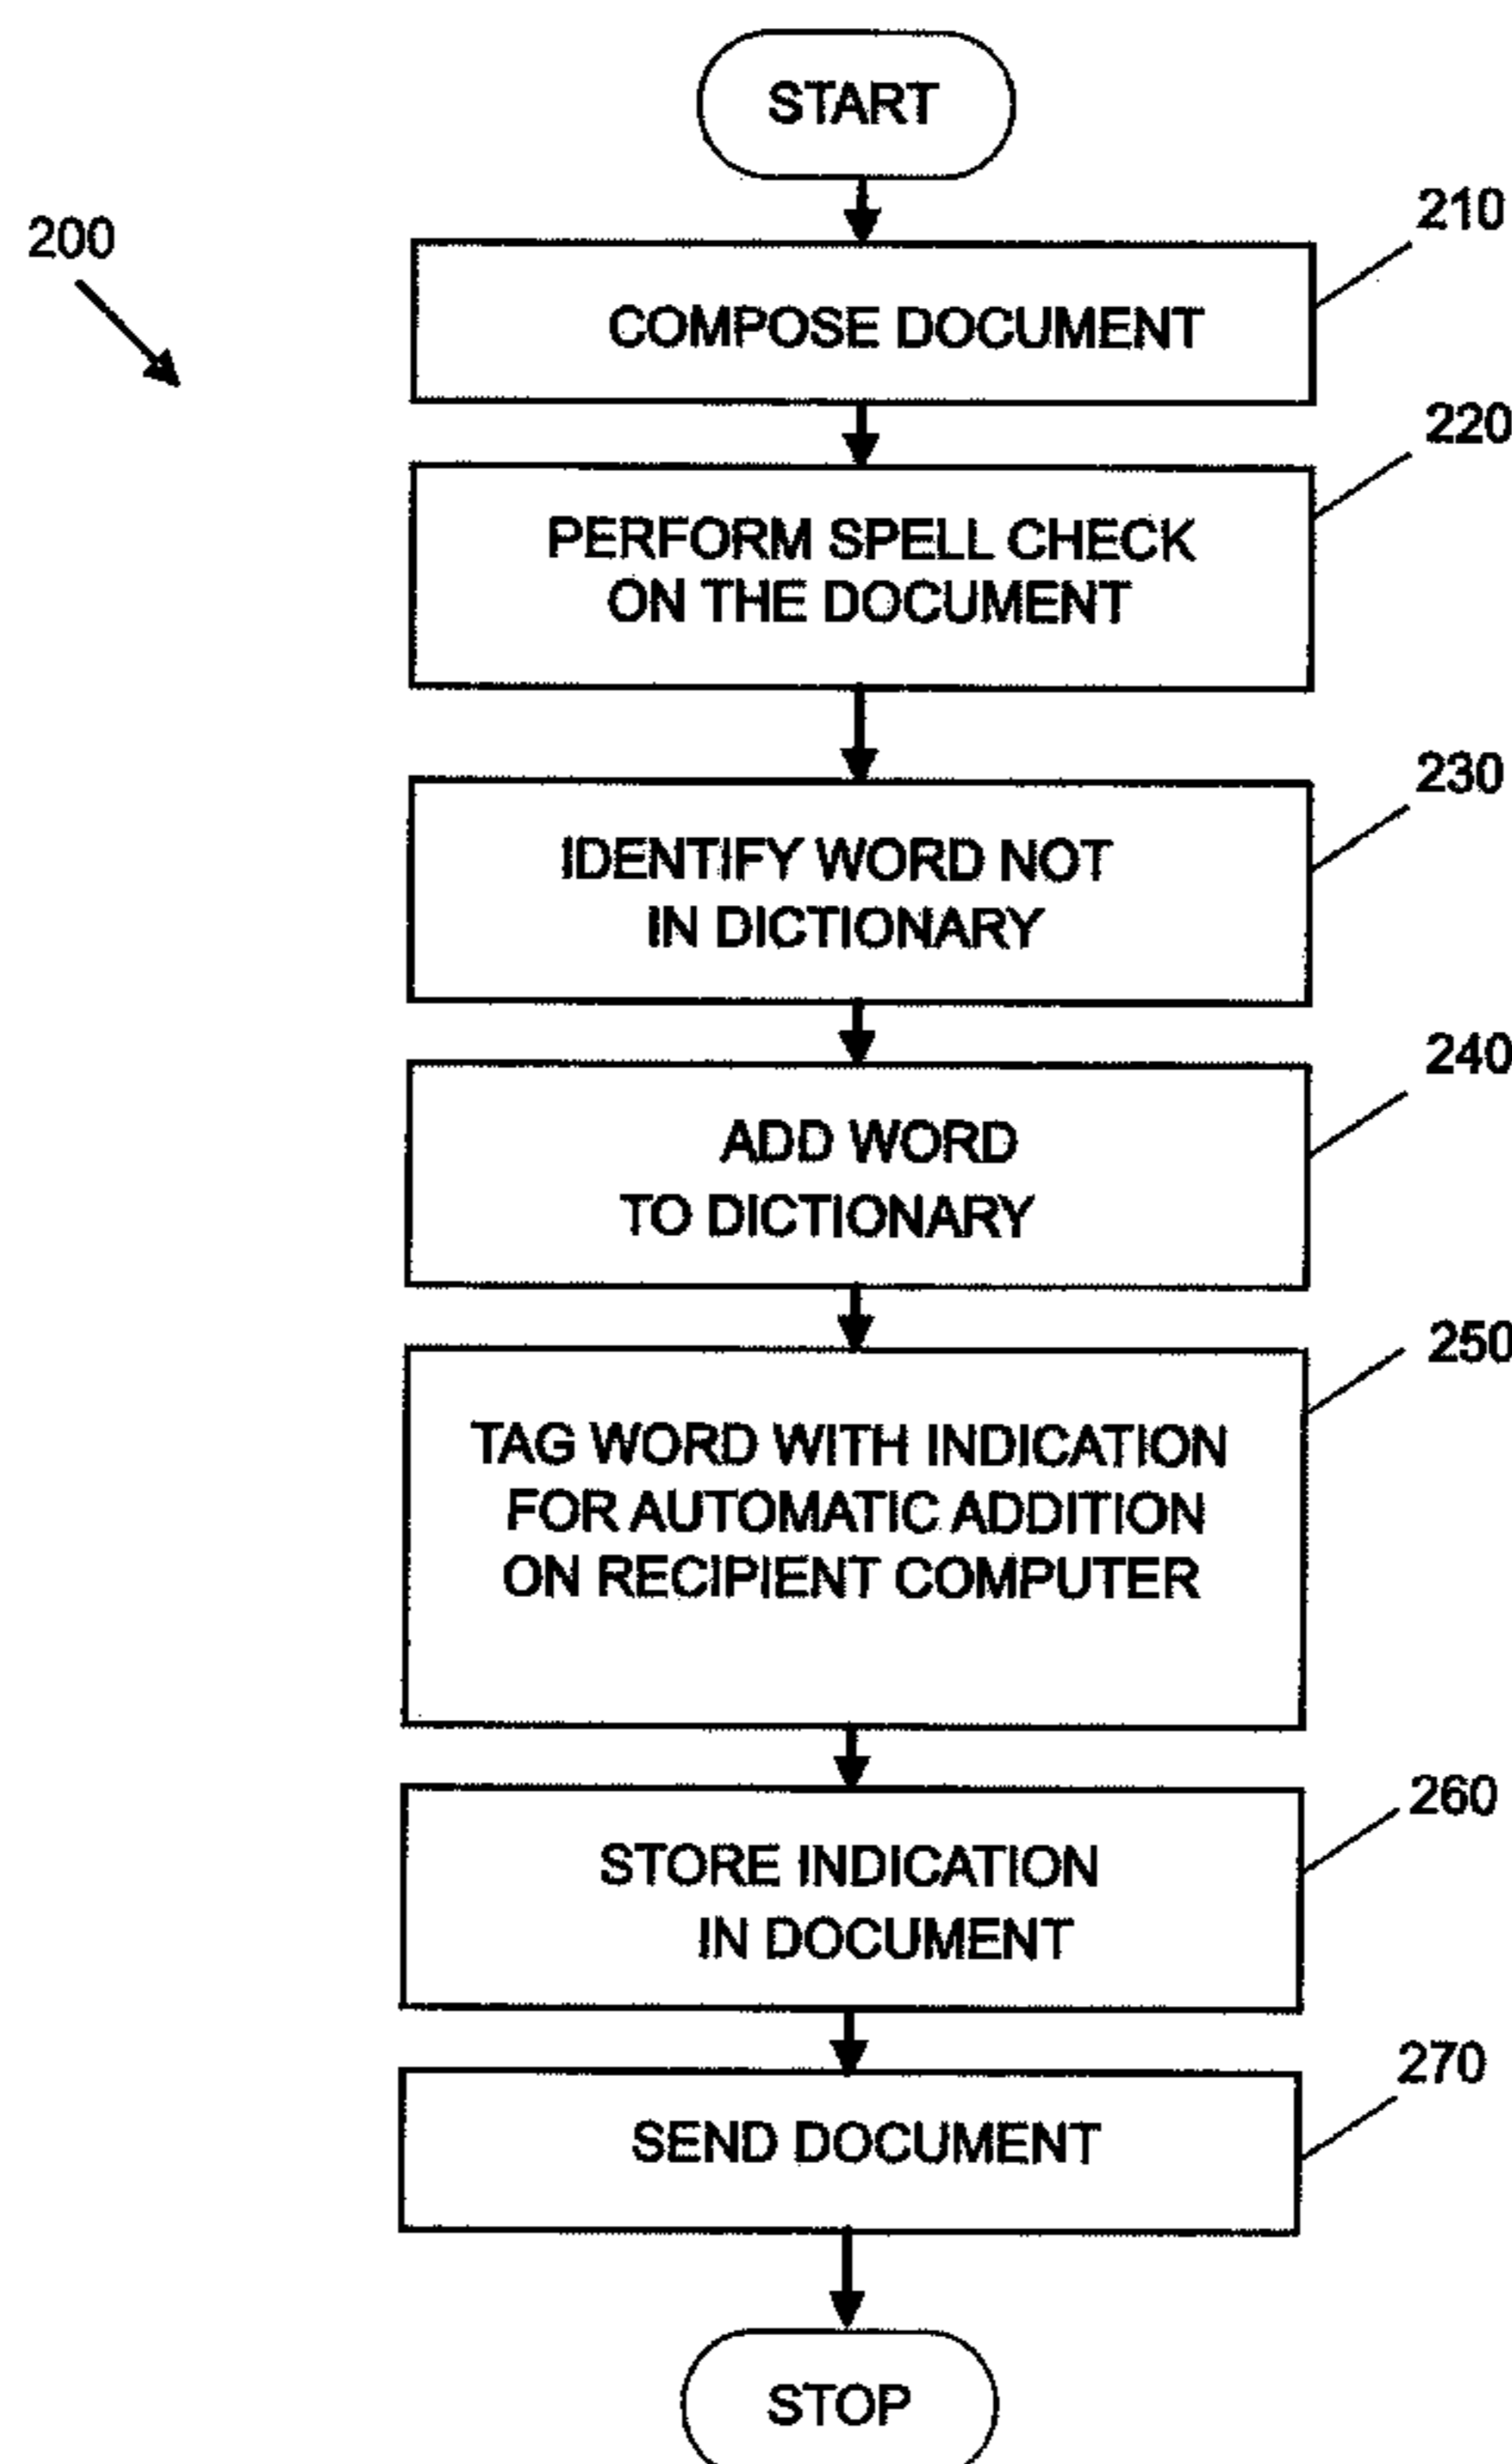 START
200
210
COMPOSE DOCUMENT
220
PERFORM SPELL CHECK
ON THE DOCUMENT
230
IDENTIFY WORD NOT
IN DICTIONARY
240
ADD WORD
TO DICTIONARY
250
TAG WORD WITH INDICATION
FOR AUTOMATIC ADDITION
ON RECIPIENT COMPUTER
260
STORE INDICATION
IN DOCUMENT
270
SEND DOCUMENT
STOP